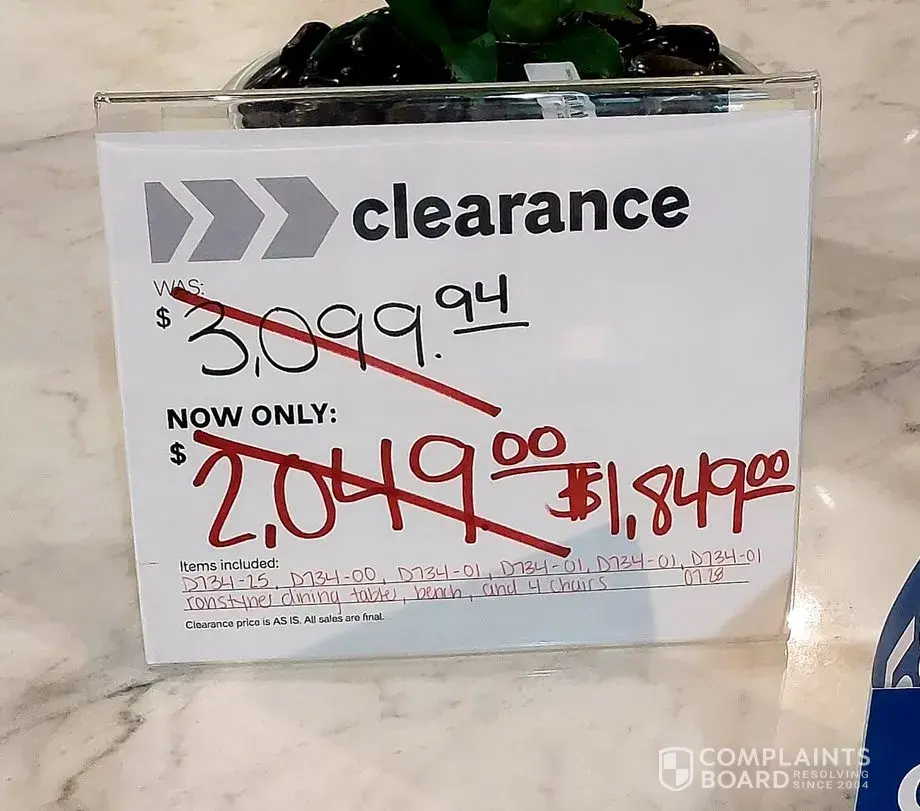 clearance
WAS:
$ 3,099.94
NOW ONLY:
$ 2,049 00 $1,849 00
Items included:
D734-25, D734-00, D734-01, D734-01, D734-01, D734-01
dining table, bench, and 4 chairs 07.28
Clearance price is AS IS. All sales are final.
COMPLAINTS
BOARD RESOLVING
SINCE 2004